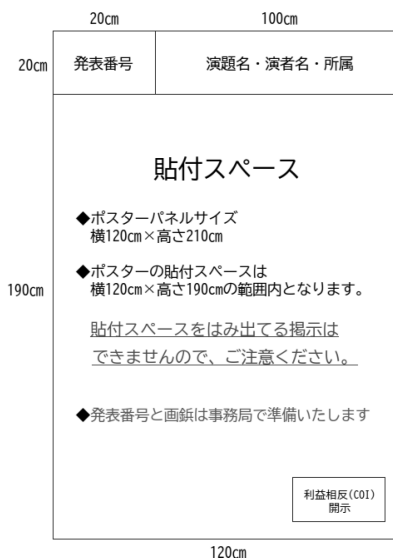 20cm
100cm
20cm
発表番号
演題名・演者名・所属
貼付スペース
◆ポスターパネルサイズ
横120cm×高さ210cm
190cm
◆ポスターの貼付スペースは
横120cm×高さ190cmの範囲内となります。
貼付スペースをはみ出てる掲示は
できませんので、ご注意ください。
◆発表番号と画鋲は事務局で準備いたします
利益相反(COI)
開示
120cm